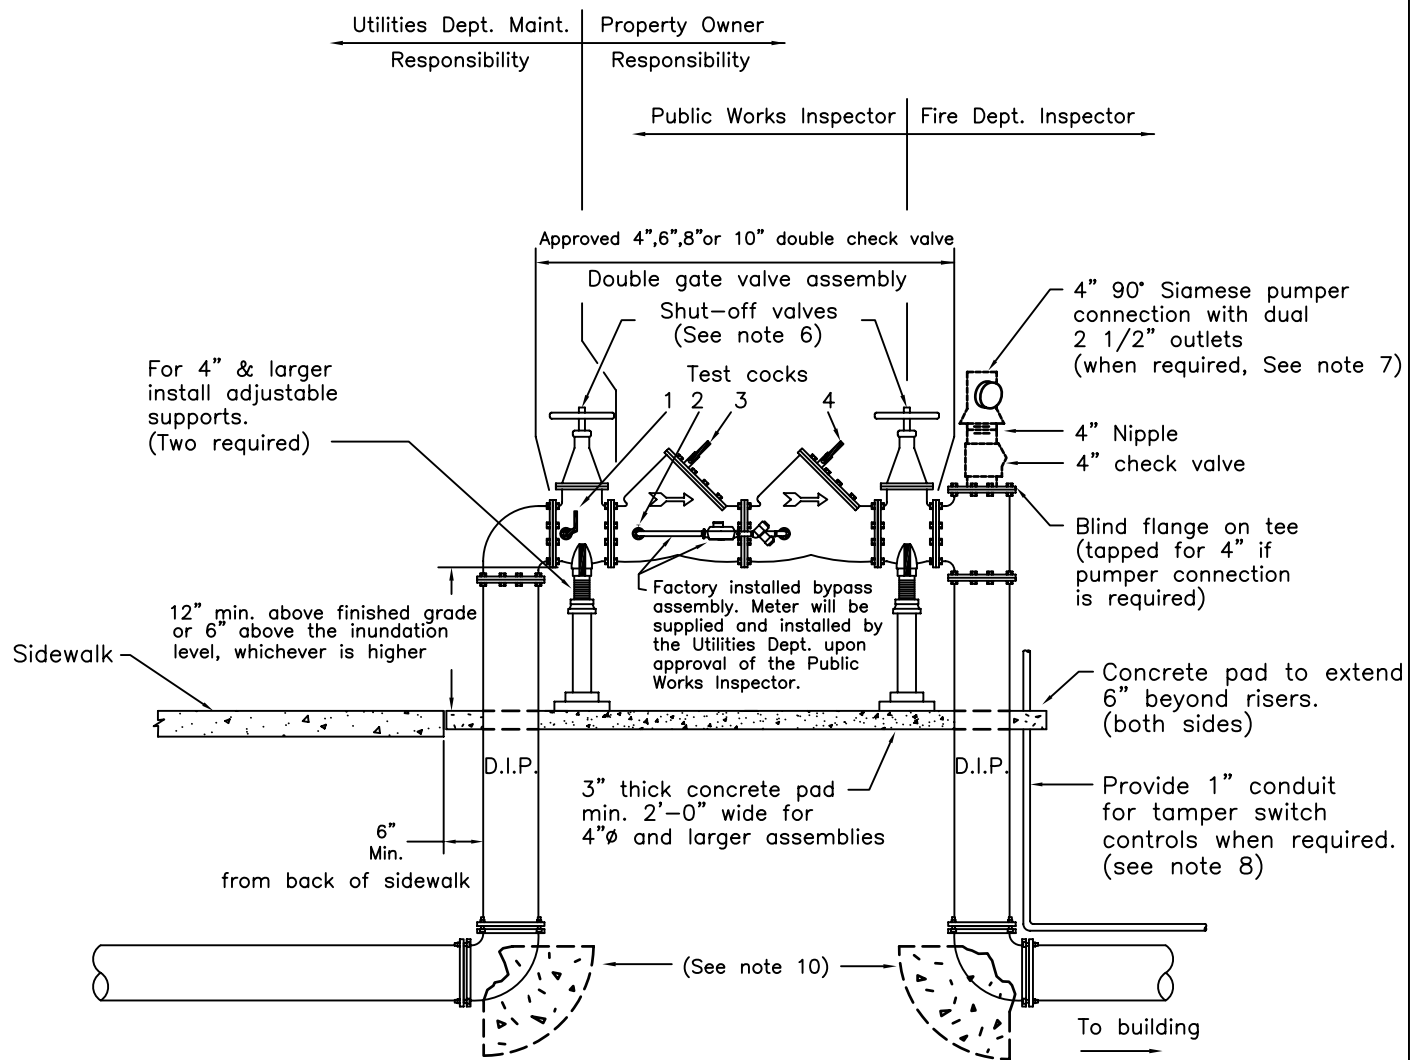 Utilities Dept. Maint.
Responsibility
Property Owner
Responsibility
Public Works Inspector
Fire Dept. Inspector
Approved 4”,6”,8”or 10” double check valve
Double gate valve assembly
Shut-off valves
(See note 6)
4” 90° Siamese pumper
connection with dual
2 1/2” outlets
(when required, See note 7)
For 4” & larger
install adjustable
supports.
(Two required)
Test cocks
1 2 3 4
4” Nipple
4” check valve
Blind flange on tee
(tapped for 4” if
pumper connection
is required)
Factory installed bypass
assembly. Meter will be
supplied and installed by
the Utilities Dept. upon
approval of the Public
Works Inspector.
12” min. above finished grade
or 6” above the inundation
level, whichever is higher
Sidewalk
Concrete pad to extend
6” beyond risers.
(both sides)
D.I.P.
D.I.P.
3” thick concrete pad
min. 2’-0” wide for
4”ø and larger assemblies
Provide 1” conduit
for tamper switch
controls when required.
(see note 8)
6”
Min.
from back of sidewalk
(See note 10)
To building